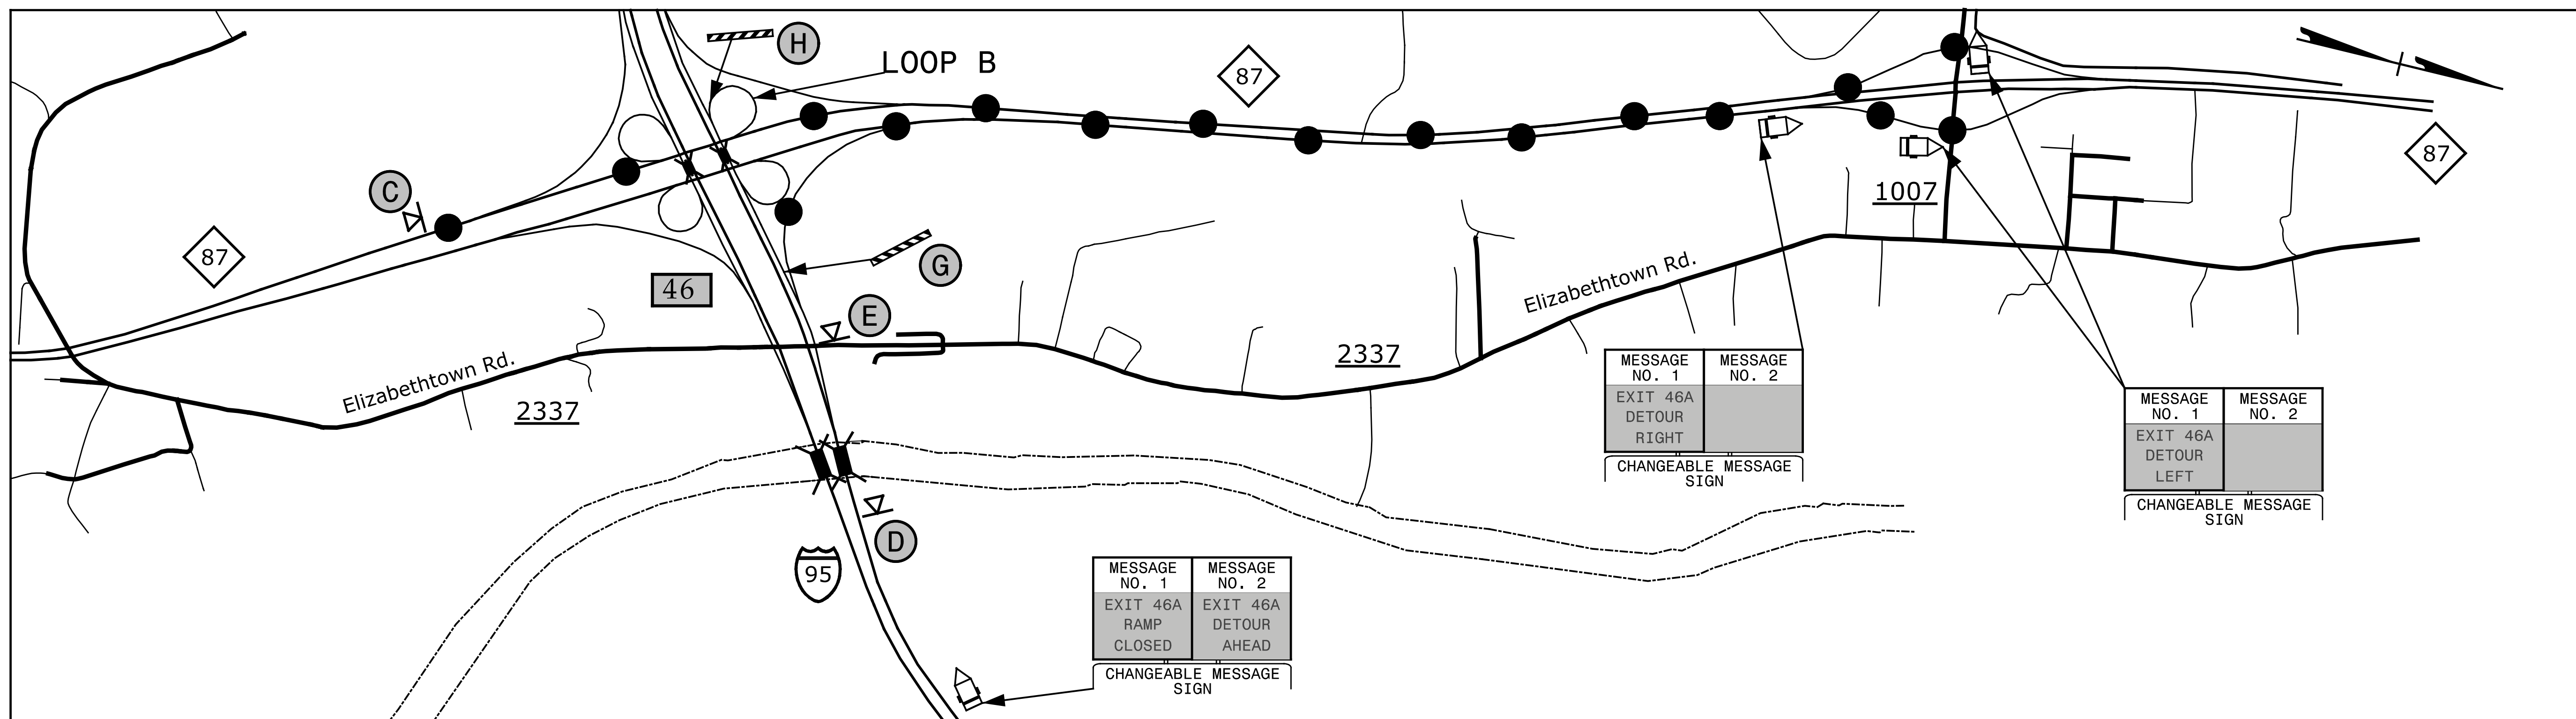 H
LOOP B
87
C
87
1007
87
G
46
E
Elizabethtown Rd.
Elizabethtown Rd.
2337
2337
MESSAGE NO. 1
MESSAGE NO. 2
EXIT 46A
DETOUR
RIGHT
CHANGEABLE MESSAGE
SIGN
MESSAGE NO. 1
MESSAGE NO. 2
EXIT 46A
DETOUR
LEFT
CHANGEABLE MESSAGE
SIGN
D
95
MESSAGE NO. 1
MESSAGE NO. 2
EXIT 46A
RAMP
CLOSED
EXIT 46A
DETOUR
AHEAD
CHANGEABLE MESSAGE
SIGN